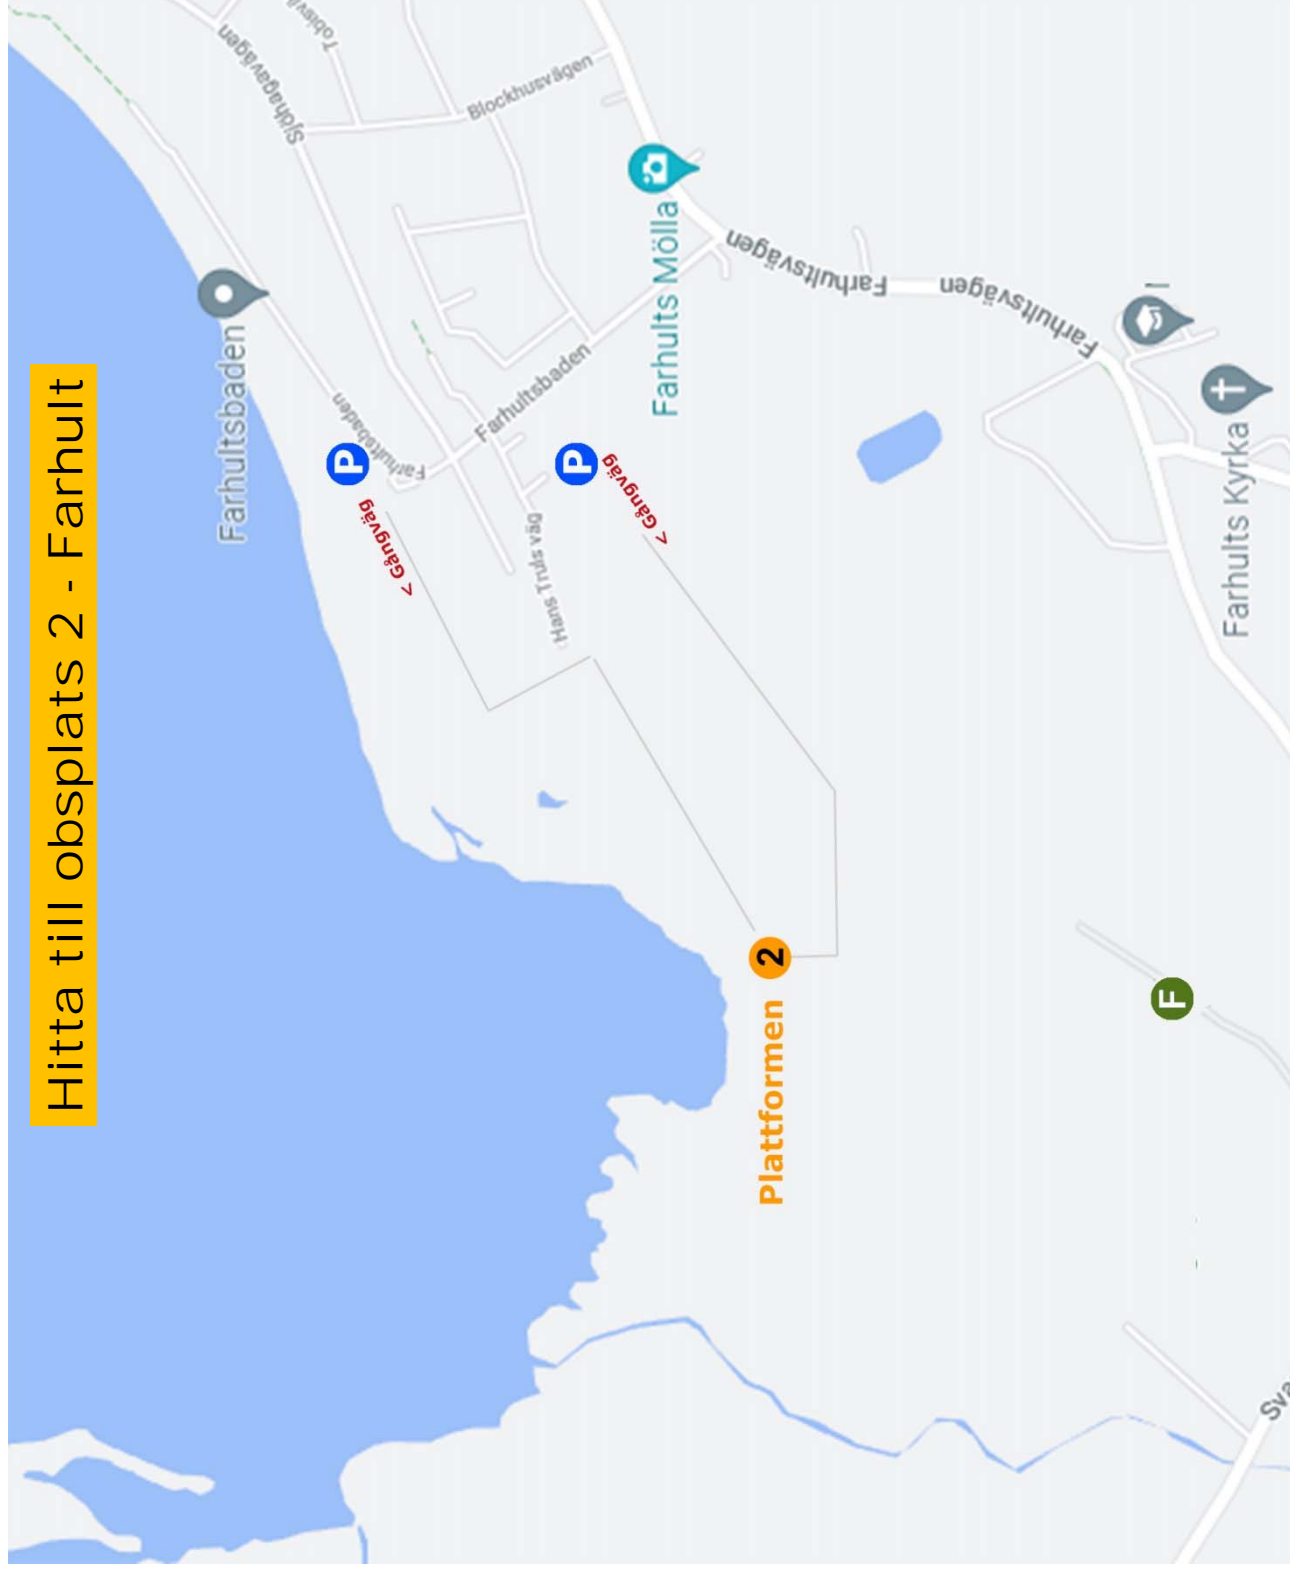 Hitta till obsplats 2 - Farhult
Farhultsbaden
Sjöhagavägen
Blockhusvägen
Farhultsbaden
P
< Gångväg
Farhultsbaden
P
< Gångväg
Hans Truls väg
Farhults Mölla
Farhultsvägen
Farhultsvägen
Farhults Kyrka
Plattformen 2
F